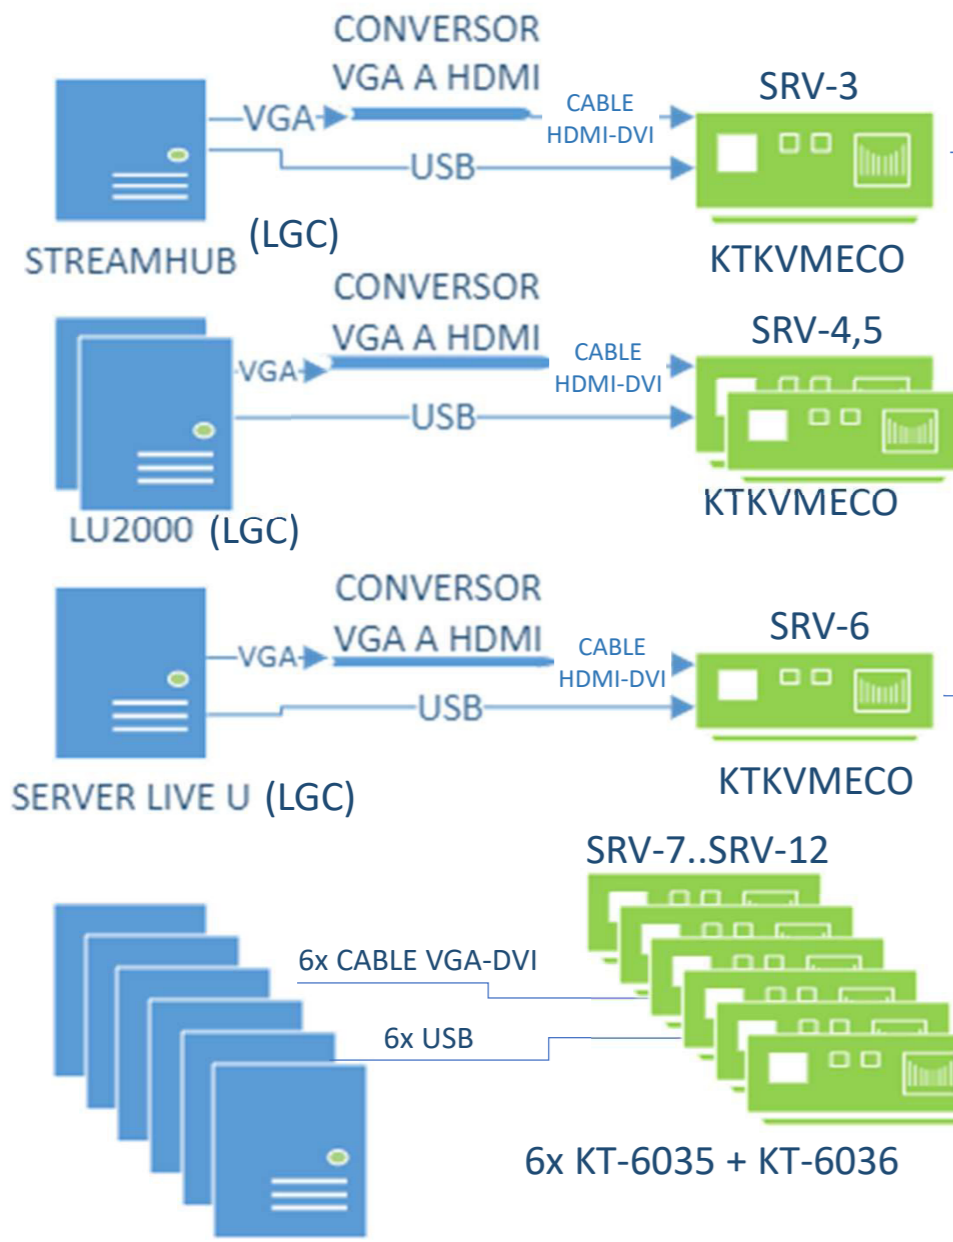 CONVERSOR
VGA A HDMI
SRV-3
VGA
CABLE
HDMI-DVI
USB
(LGC)
STREAMHUB
KTKVMECO
CONVERSOR
VGA A HDMI
SRV-4,5
VGA
CABLE
HDMI-DVI
USB
KTKVMECO
LU2000 (LGC)
CONVERSOR
VGA A HDMI
SRV-6
VGA
CABLE
HDMI-DVI
USB
KTKVMECO
SERVER LIVE U (LGC)
SRV-7..SRV-12
6x CABLE VGA-DVI
6x USB
6x KT-6035 + KT-6036